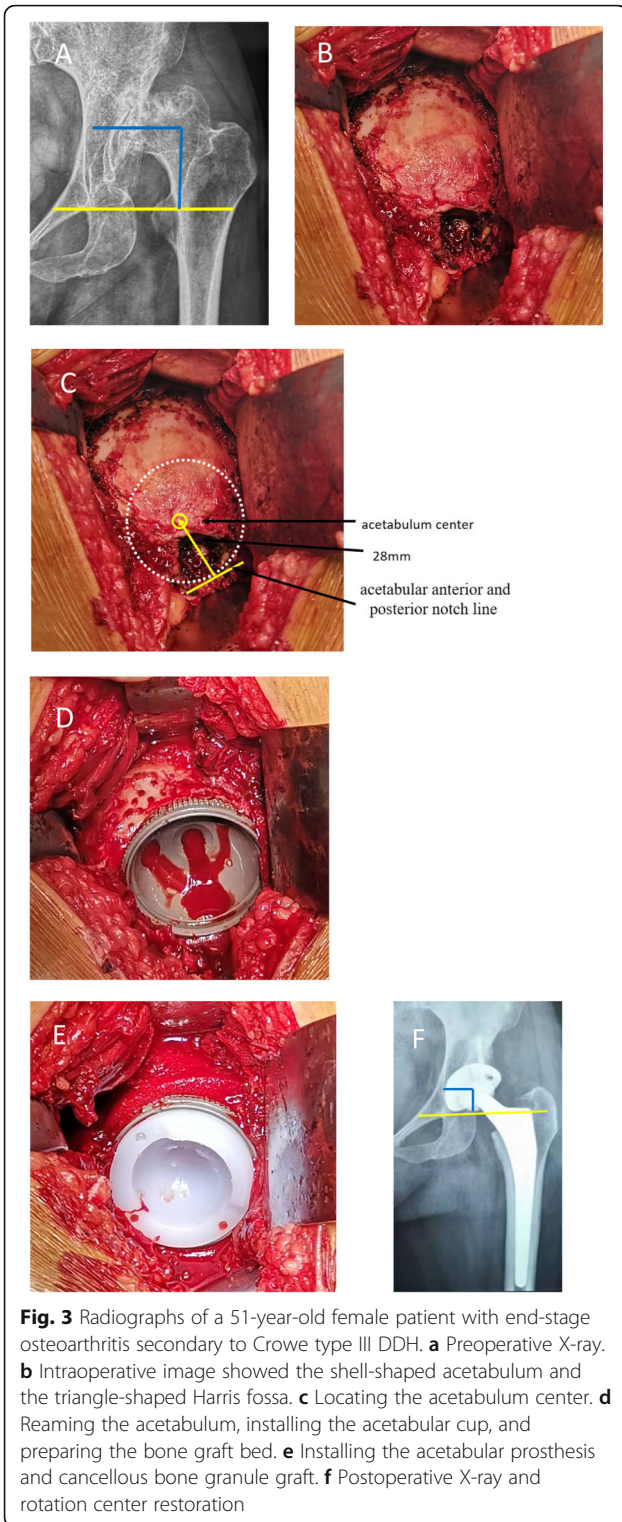 A
B
C
acetabulum center
28mm
acetabular anterior and
posterior notch line
D
E
F
Fig. 3 Radiographs of a 51-year-old female patient with end-stage
osteoarthritis secondary to Crowe type III DDH. a Preoperative X-ray.
b Intraoperative image showed the shell-shaped acetabulum and
the triangle-shaped Harris fossa. c Locating the acetabulum center. d
Reaming the acetabulum, installing the acetabular cup, and
preparing the bone graft bed. e Installing the acetabular prosthesis
and cancellous bone granule graft. f Postoperative X-ray and
rotation center restoration